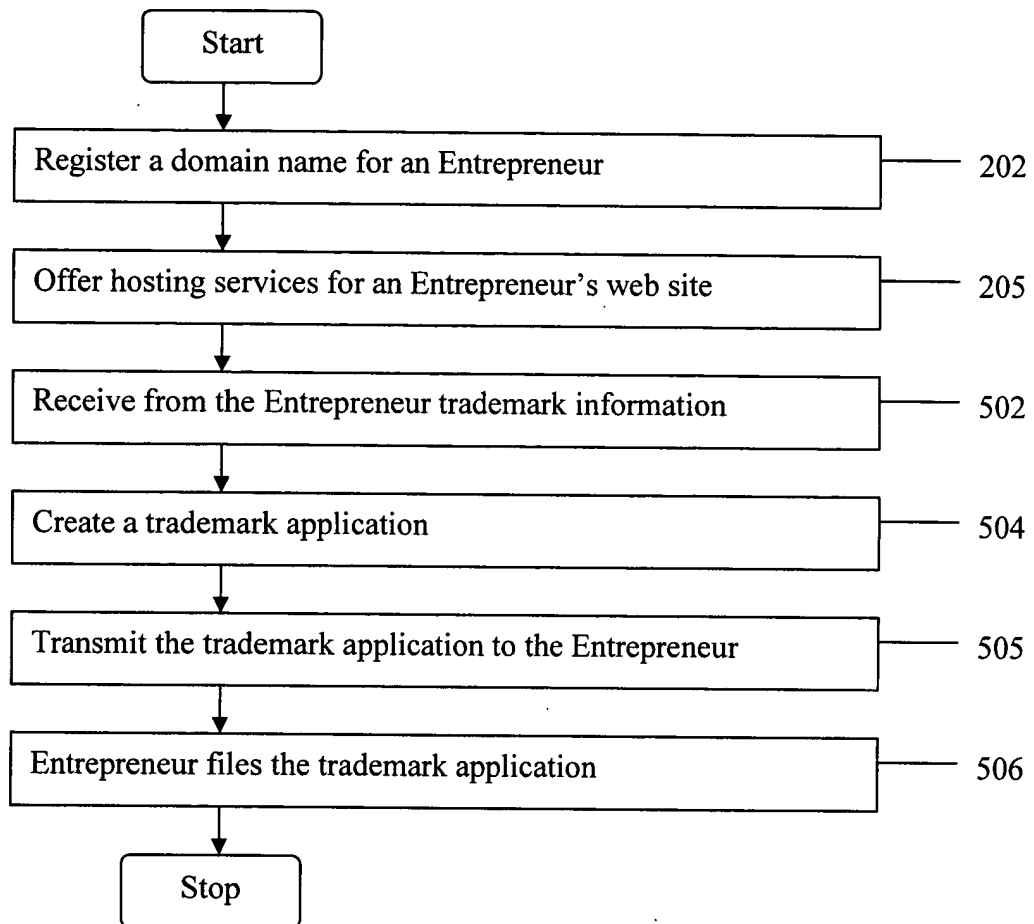 Start
Register a domain name for an Entrepreneur
202
Offer hosting services for an Entrepreneur's web site
205
Receive from the Entrepreneur trademark information
502
Create a trademark application
504
Transmit the trademark application to the Entrepreneur
505
Entrepreneur files the trademark application
506
Stop